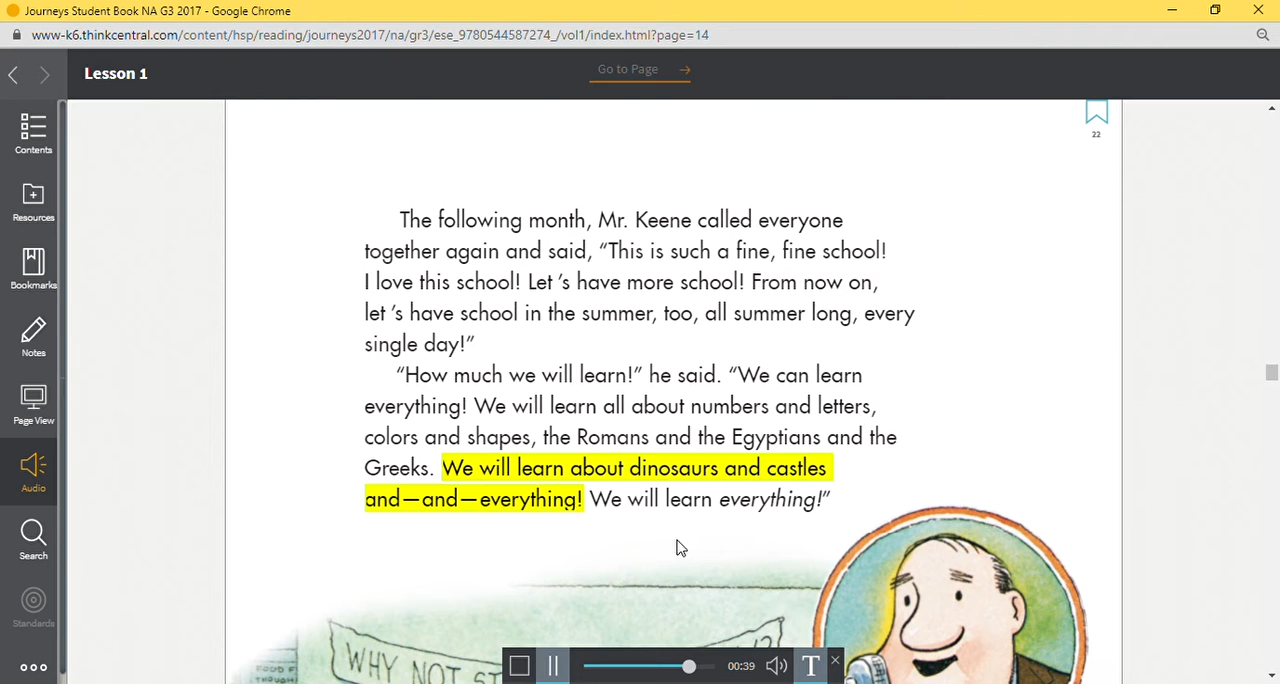 Journeys Student Book NA G3 2017 - Google Chrome
www-k6.thinkcentral.com/content/hsp/reading/journeys2017/na/gr3/ese_9780544587274_/vol1/index.html?page=14
Lesson 1
Go to Page →
Contents
Resources
Bookmarks
Notes
Page View
Audio
Search
Standards
22
The following month, Mr. Keene called everyone
together again and said, “This is such a fine, fine school!
I love this school! Let ’s have more school! From now on,
let ’s have school in the summer, too, all summer long, every
single day!”
“How much we will learn!” he said. “We can learn
everything! We will learn all about numbers and letters,
colors and shapes, the Romans and the Egyptians and the
Greeks. We will learn about dinosaurs and castles
and—and—everything! We will learn everything!”
WHY NOT
00:39
T